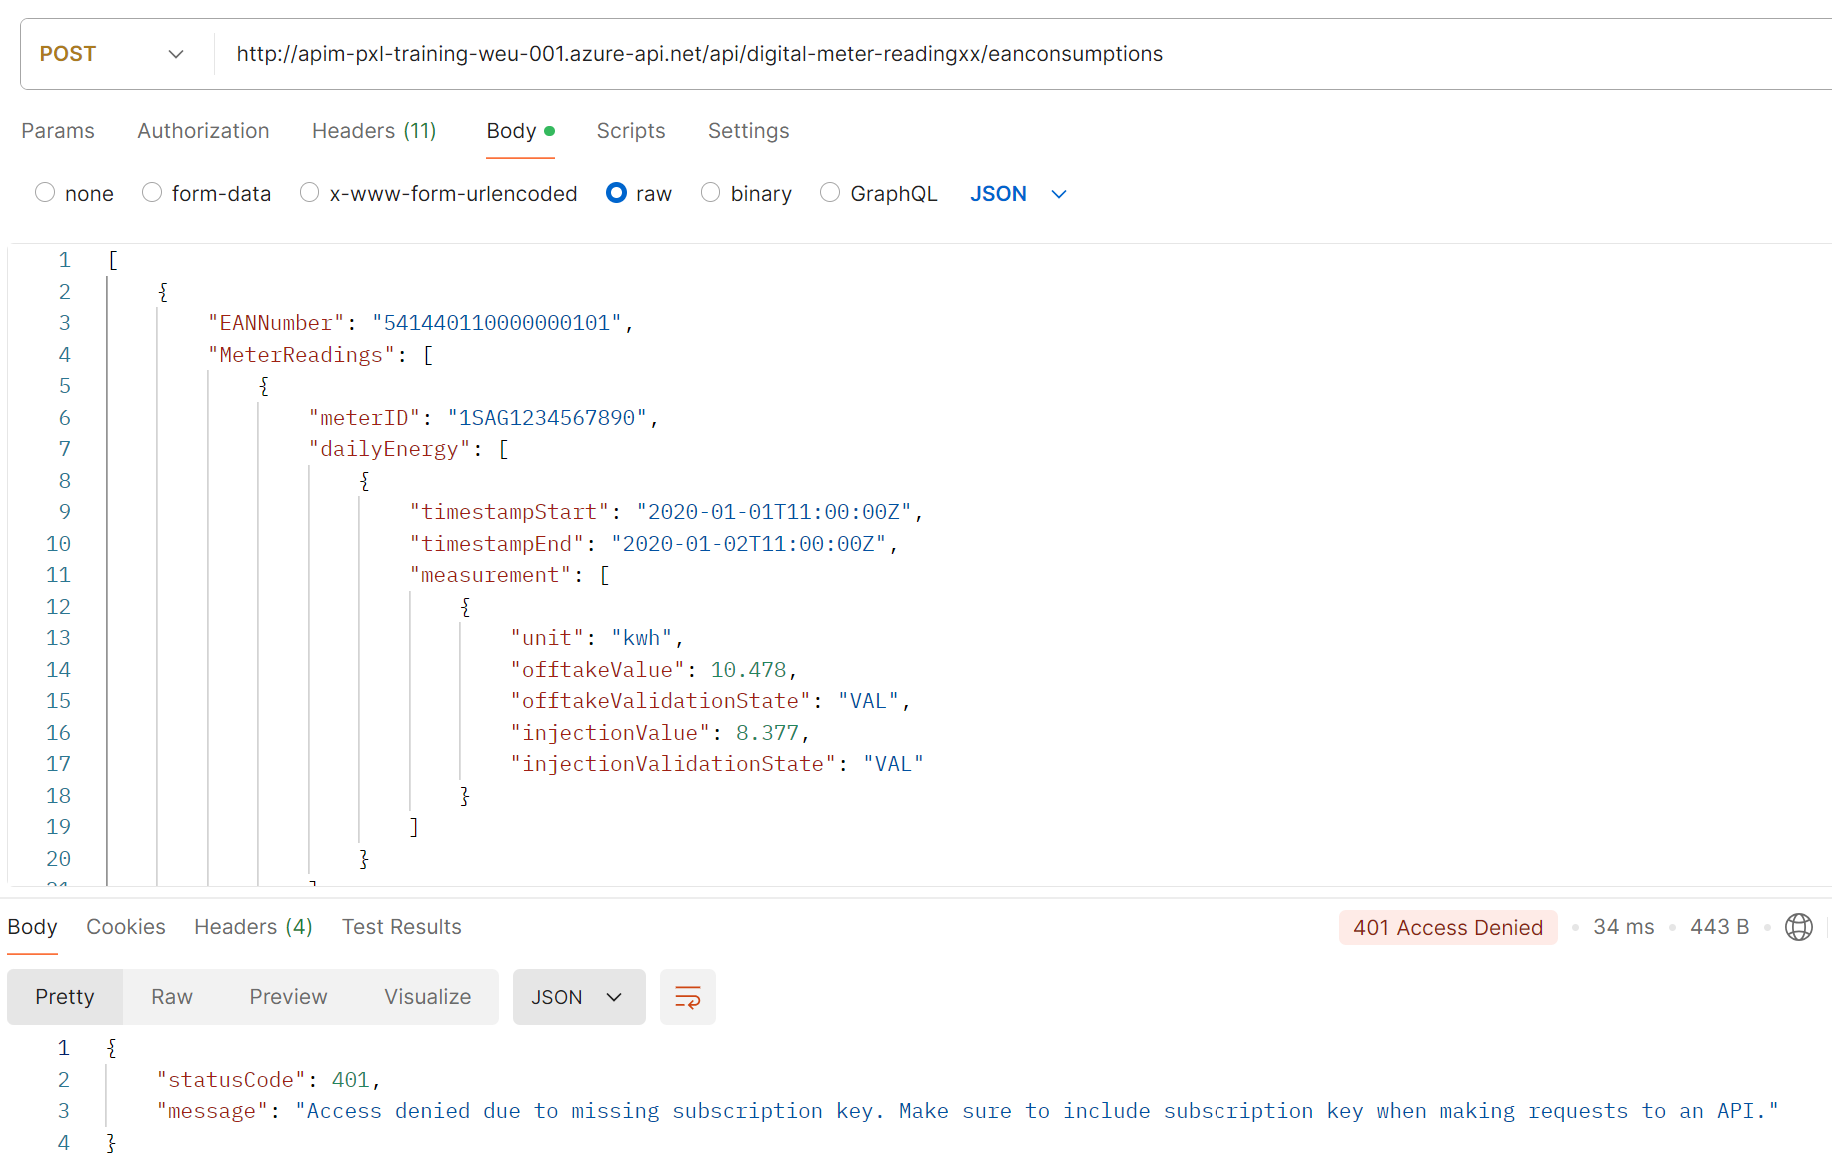 POST http://apim-pxl-training-weu-001.azure-api.net/api/digital-meter-readingxx/eanconsumptions
Params Authorization Headers (11) Body Scripts Settings
none form-data x-www-form-urlencoded raw binary GraphQL JSON
1 [
2 {
3 "EANNumber": "541440110000000101",
4 "MeterReadings": [
5 {
6 "meterID": "1SAG1234567890",
7 "dailyEnergy": [
8 {
9 "timestampStart": "2020-01-01T11:00:00Z",
10 "timestampEnd": "2020-01-02T11:00:00Z",
11 "measurement": [
12 {
13 "unit": "kwh",
14 "offtakeValue": 10.478,
15 "offtakeValidationState": "VAL",
16 "injectionValue": 8.377,
17 "injectionValidationState": "VAL"
18 }
19 ]
20 }
21 ]
Body Cookies Headers (4) Test Results 401 Access Denied • 34 ms • 443 B •
Pretty Raw Preview Visualize JSON
1 {
2 "statusCode": 401,
3 "message": "Access denied due to missing subscription key. Make sure to include subscription key when making requests to an API."
4 }